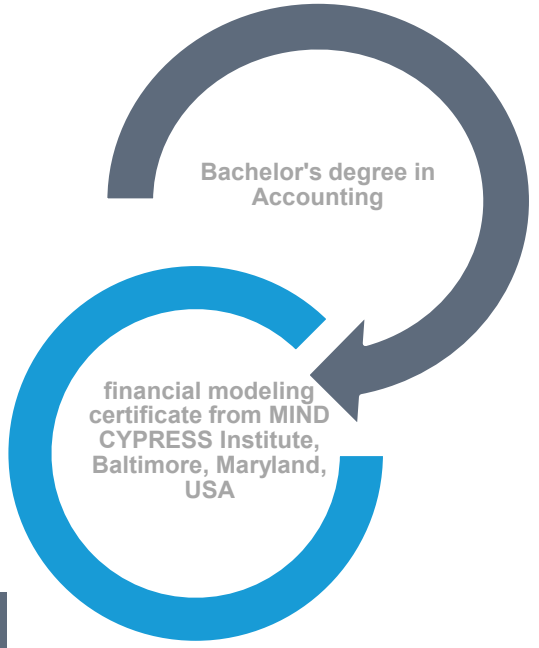 Bachelor's degree in
Accounting
financial modeling
certificate from MIND
CYPRESS Institute,
Baltimore, Maryland,
USA